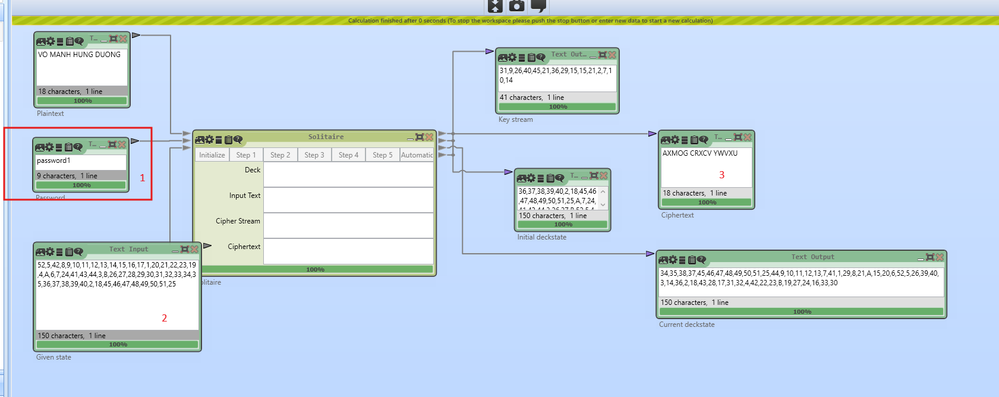 Calculation finished after 0 seconds (To stop the workspace please push the stop button or enter new data to start a new calculation)
T...
VO MANH HUNG DUONG
18 characters,  1 line
100%
Plaintext
T...
password1
9 characters,  1 line
100%
1
Password
Text Input
52,5,42,8,9,10,11,12,13,14,15,16,17,1,20,21,22,23,19
,4,A,6,7,24,41,43,44,3,B,26,27,28,29,30,31,32,33,34,3
5,36,37,38,39,40,2,18,45,46,47,48,49,50,51,25
2
150 characters,  1 line
100%
Given state
Solitaire
Initialize
Step 1
Step 2
Step 3
Step 4
Step 5
Automatic
Deck
Input Text
Cipher Stream
Ciphertext
100%
olitaire
Text Out...
31,9,26,40,45,21,36,29,15,15,21,2,7,1
0,14
41 characters,  1 line
100%
Key stream
T...
36,37,38,39,40,2,18,45,46
,47,48,49,50,51,25,A,7,24,
150 characters,  1 line
100%
Initial deckstate
T...
AXMOG CRXCV YWVXU
3
18 characters,  1 line
100%
Ciphertext
Text Output
34,35,38,37,45,46,47,48,49,50,51,25,44,9,10,11,12,13,7,41,1,29,8,21,A,15,20,6,52,5,26,39,40,
3,14,36,2,18,43,28,17,31,32,4,42,22,23,B,19,27,24,16,33,30
150 characters,  1 line
100%
Current deckstate